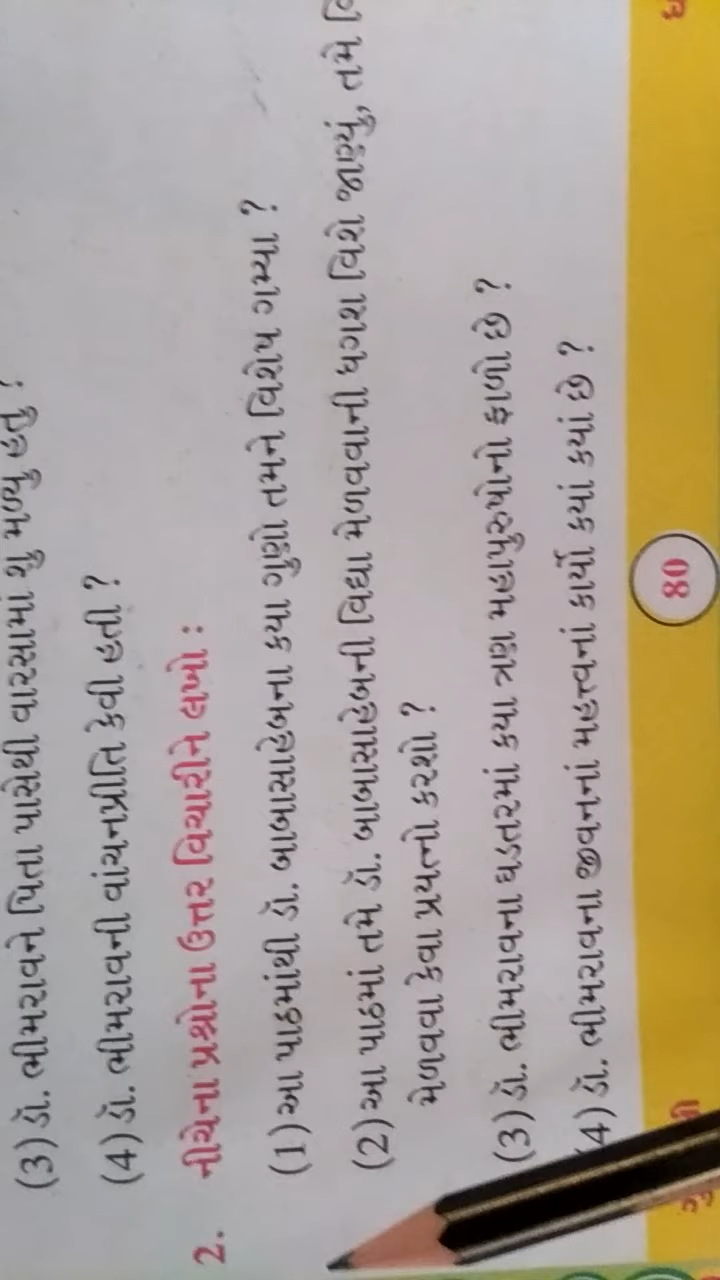 (3) ડૉ. ભીમરાવને પિતા પાસેથી વારસામાં શું મળ્યું હતું ?
(4) ડૉ. ભીમરાવની વાંચનપ્રીતિ કેવી હતી ?
2. નીચેના પ્રશ્નોના ઉત્તર વિચારીને લખો :
(1) આ પાઠમાંથી ડૉ. બાબાસાહેબના કયા ગુણો તમને વિશેષ ગમ્યા ?
(2) આ પાઠમાં તમે ડૉ. બાબાસાહેબની વિદ્યા મેળવવાની ધગશ વિશે જાણ્યું, તમે
મેળવવા કેવા પ્રયત્નો કરશો ?
(3) ડૉ. ભીમરાવના ઘડતરમાં કયા ત્રણ મહાપુરુષોનો ફાળો છે ?
(4) ડૉ. ભીમરાવના જીવનનાં મહત્ત્વનાં કાર્યો કયાં કયાં છે ?
80